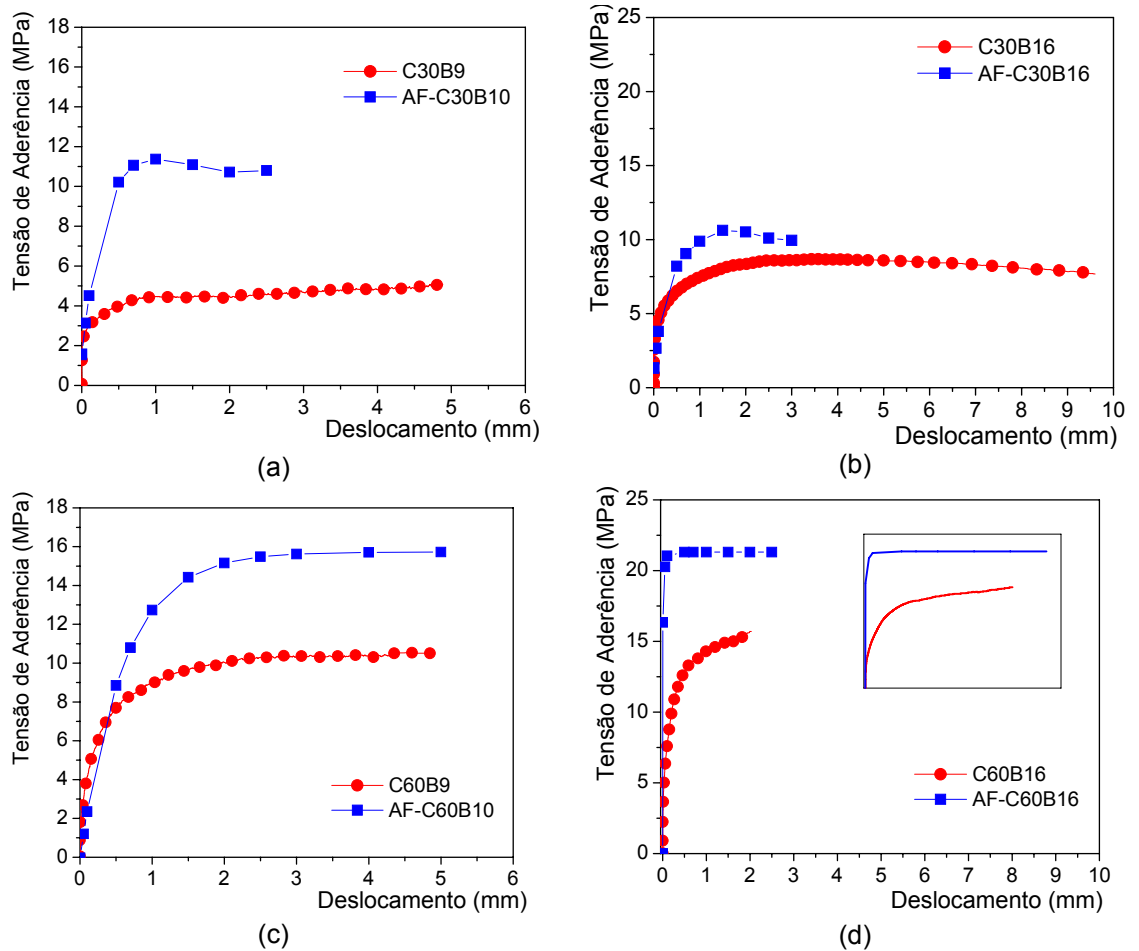 Tensão de Aderência (MPa)
18
16
14
12
10
8
6
4
2
0
C30B9
AF-C30B10
0 1 2 3 4 5 6
Deslocamento (mm)
(a)
Tensão de Aderência (MPa)
25
20
15
10
5
0
C30B16
AF-C30B16
0 1 2 3 4 5 6 7 8 9 10
Deslocamento (mm)
(b)
Tensão de Aderência (MPa)
18
16
14
12
10
8
6
4
2
0
C60B9
AF-C60B10
0 1 2 3 4 5 6
Deslocamento (mm)
(c)
Tensão de Aderência (MPa)
25
20
15
10
5
0
C60B16
AF-C60B16
0 1 2 3 4 5 6 7 8 9 10
Deslocamento (mm)
(d)